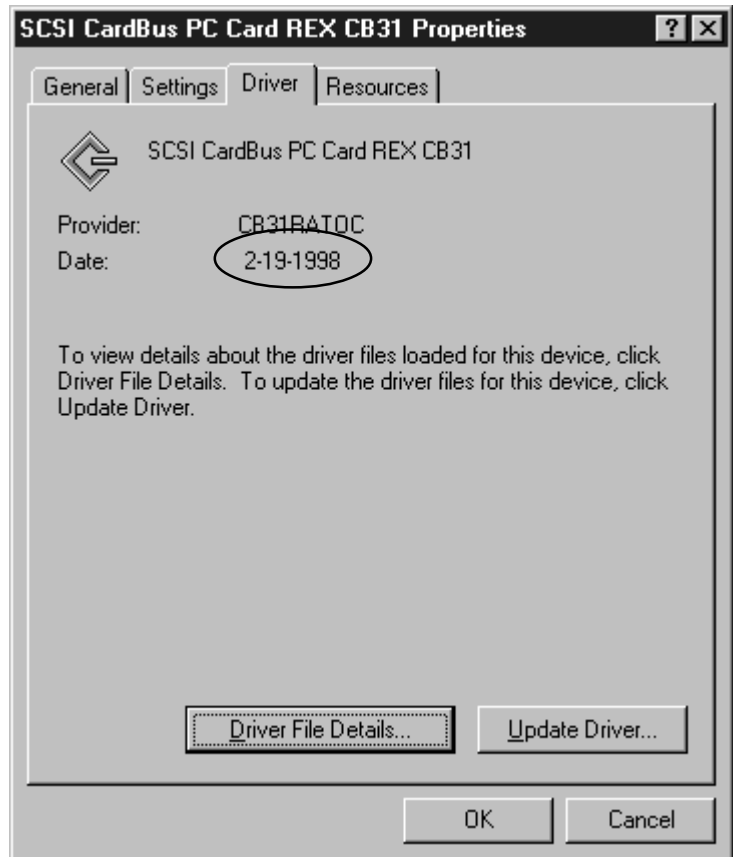 SCSI CardBus PC Card REX CB31 Properties
General Settings Driver Resources
SCSI CardBus PC Card REX CB31
Provider: CB31RATOC
Date: 2-19-1998
To view details about the driver files loaded for this device, click
Driver File Details. To update the driver files for this device, click
Update Driver.
Driver File Details... Update Driver...
OK Cancel